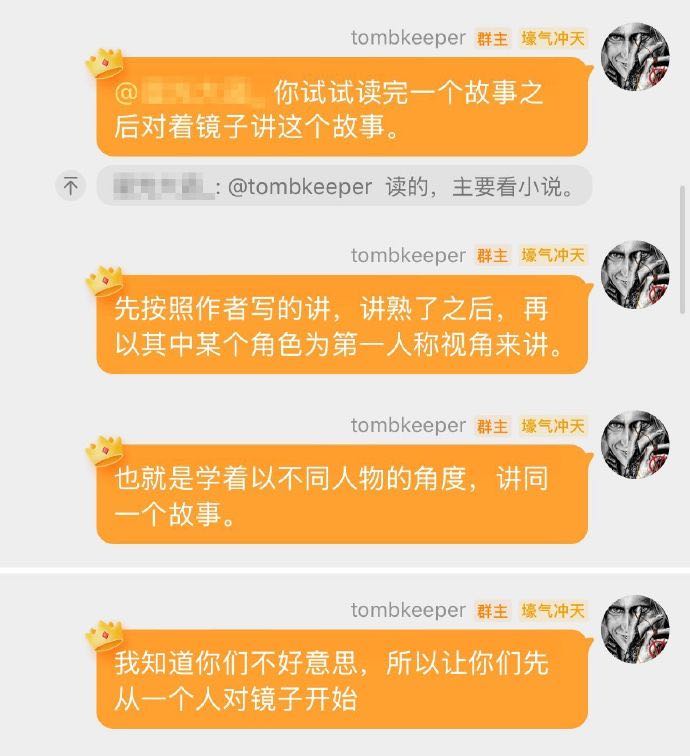 tombkeeper 群主 壕气冲天
@ 你试试读完一个故事之
后对着镜子讲这个故事。
: @tombkeeper 读的，主要看小说。
tombkeeper 群主 壕气冲天
先按照作者写的讲，讲熟了之后，再
以其中某个角色为第一人称视角来讲。
tombkeeper 群主 壕气冲天
也就是学着以不同人物的角度，讲同
一个故事。
tombkeeper 群主 壕气冲天
我知道你们不好意思，所以让你们先
从一个人对镜子开始